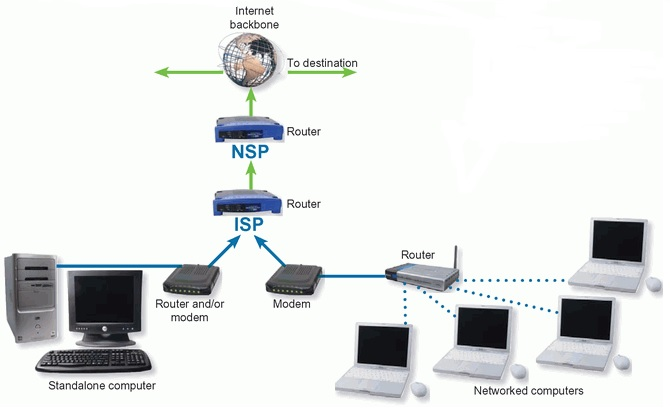 Internet
backbone
To destination
Router
NSP
Router
ISP
Router
Router and/or
modem
Modem
Standalone computer
Networked computers